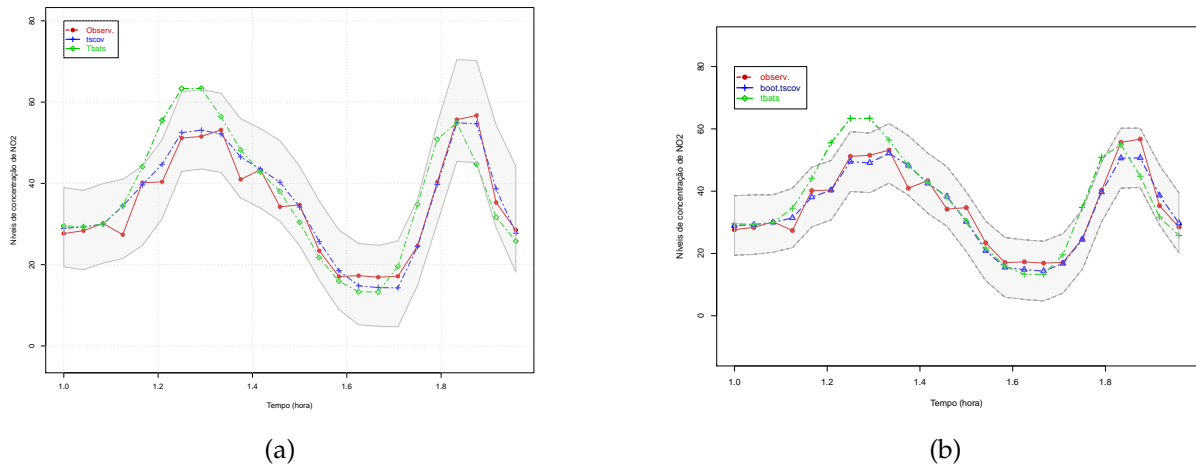 80
60
40
20
0
Níveis de concetração de NO2
Observ.
tscov
Tbats
1.0
1.2
1.4
1.6
1.8
Tempo (hora)
(a)
80
60
40
20
0
Níveis de concentração de NO2
observ.
boot.tscov
tbats
1.0
1.2
1.4
1.6
1.8
Tempo (hora)
(b)